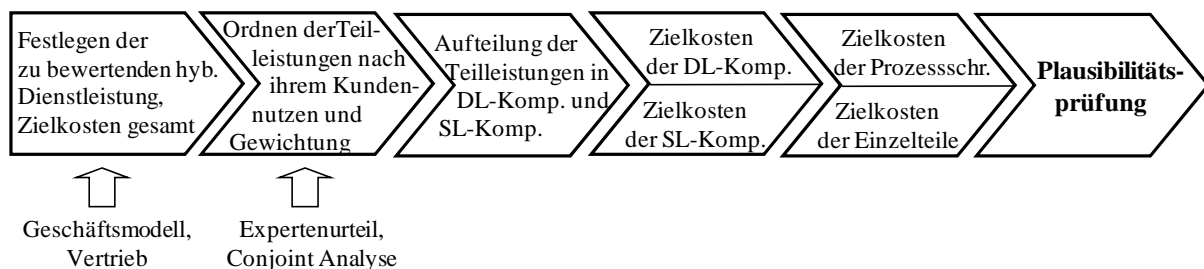 Festlegen der
zu bewertenden hyb.
Dienstleistung,
Zielkosten gesamt
Ordnen derTeil-
leistungen nach
ihrem Kunden-
nutzen und
Gewichtung
Aufteilung der
Teilleistungen in
DL-Komp. und
SL-Komp.
Zielkosten
der DL-Komp.
Zielkosten
der SL-Komp.
Zielkosten
der Prozessschr.
Zielkosten
der Einzelteile
Plausibilitäts-
prüfung
Geschäftsmodell,
Vertrieb
Expertenurteil,
Conjoint Analyse